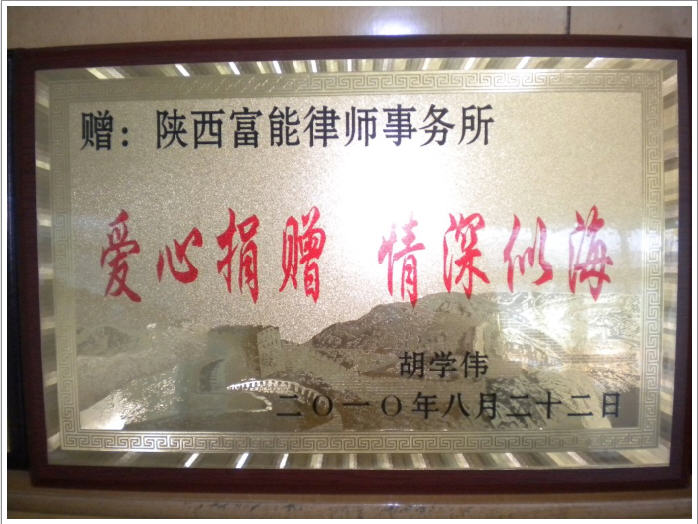 赠：陕西富能律师事务所
爱心捐赠 情深似海
胡学伟
二〇一〇年八月二十二日